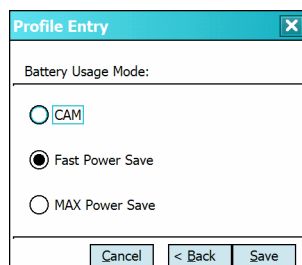 Profile Entry
Battery Usage Mode:
CAM
Fast Power Save
MAX Power Save
Cancel < Back Save